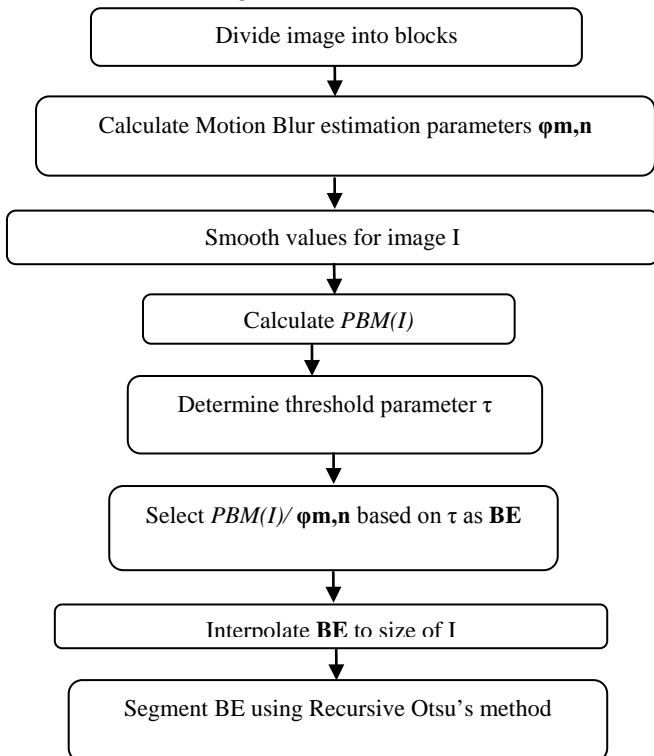 Divide image into blocks
Calculate Motion Blur estimation parameters φm,n
Smooth values for image I
Calculate PBM(I)
Determine threshold parameter τ
Select PBM(I)/ φm,n based on τ as BE
Interpolate BE to size of I
Segment BE using Recursive Otsu's method